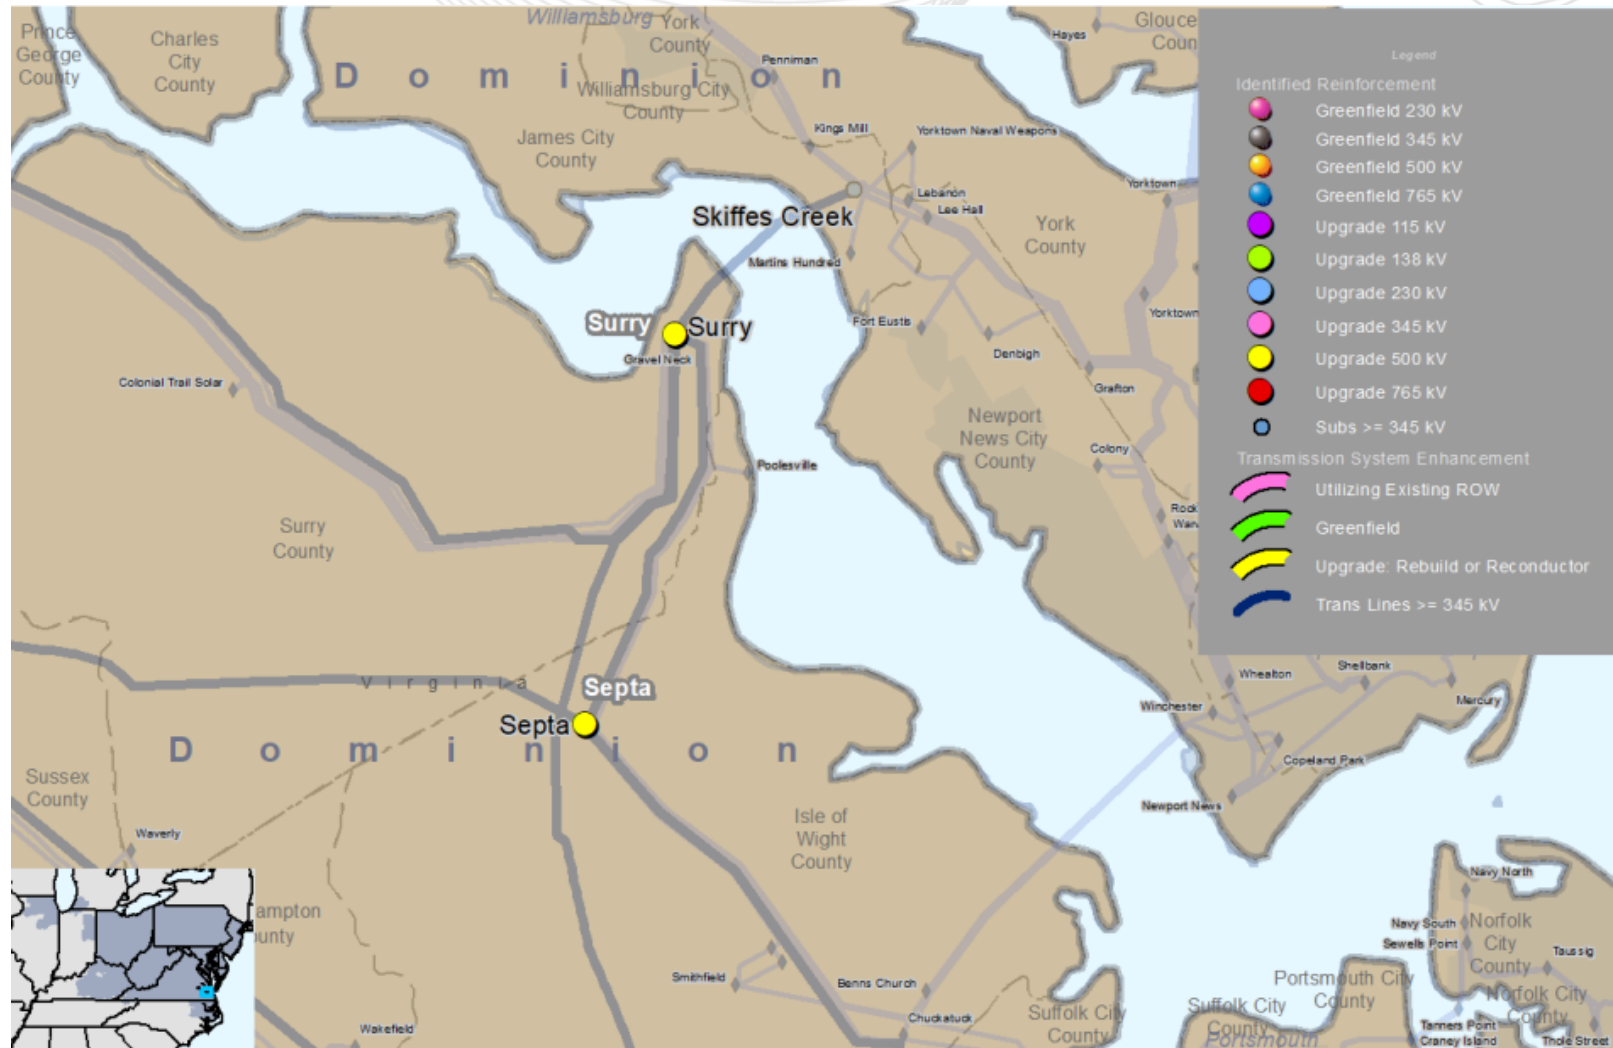 Williamsburg
York
County
Prince
George
County
Charles
City
County
Dominion
Penniman
Hayes
Williamsburg City
County
James City
County
Kings Mill
Yorktown Naval Weapons
Yorktown
Lebanon
Lee Hall
Skiffes Creek
York
County
Martins Hundred
Surry
Surry
Gravel Neck
Fort Eustis
Yorktown
Denbigh
Colonial Trail Solar
Grafton
Newport
News City
County
Colony
Poolesville
Surry
County
Virginia
Septa
Septa
Dominion
Wheaton
Shellbank
Mercury
Winchester
Copeland Park
Newport News
Sussex
County
Isle of
Wight
County
Waverly
Navy North
Navy South
Sewells Point
Norfolk
City
County
Taussig
Smithfield
Benns Church
Chuckatuck
Suffolk City
County
Portsmouth City
County
Suffolk City
County
Portsmouth
Norfolk City
County
Tanners Point
Craney Island
Thole Street
Wakefield
Legend
Identified Reinforcement
Greenfield 230 kV
Greenfield 345 kV
Greenfield 500 kV
Greenfield 765 kV
Upgrade 115 kV
Upgrade 138 kV
Upgrade 230 kV
Upgrade 345 kV
Upgrade 500 kV
Upgrade 765 kV
Subs >= 345 kV
Transmission System Enhancement
Utilizing Existing ROW
Greenfield
Upgrade: Rebuild or Reconductor
Trans Lines >= 345 kV